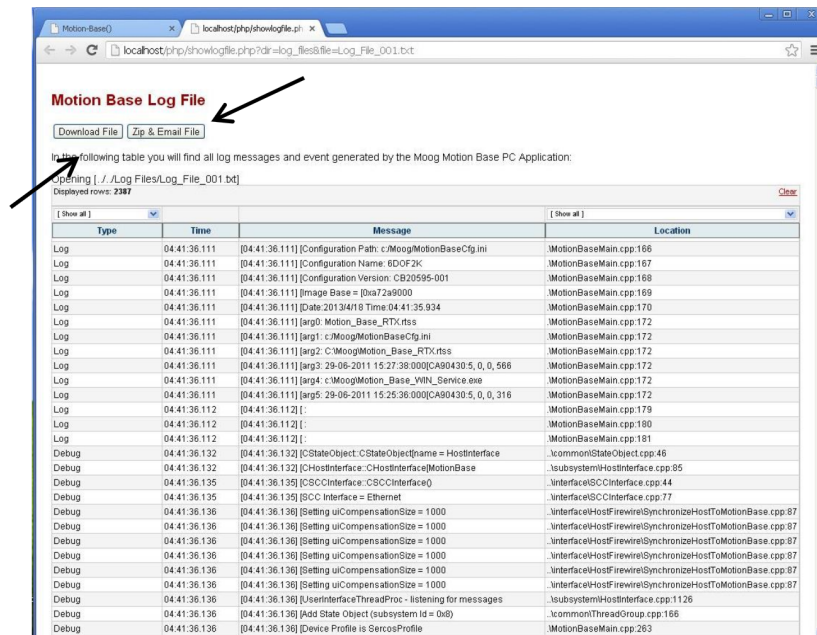 Motion-Base()
localhost/php/showlogfile.ph
localhost/php/showlogfile.php?dir=log_files&file=Log_File_001.txt
Motion Base Log File
Download File Zip & Email File
In the following table you will find all log messages and event generated by the Moog Motion Base PC Application:
Opening [../../Log Files/Log_File_001.txt]
Displayed rows: 2387 Clear
[ Show all ] [ Show all ]
Type Time Message Location
Log 04:41:36.111 [04:41:36.111] [Configuration Path: c:/Moog/MotionBaseCfg.ini .\MotionBaseMain.cpp:166
Log 04:41:36.111 [04:41:36.111] [Configuration Name: 6DOF2K .\MotionBaseMain.cpp:167
Log 04:41:36.111 [04:41:36.111] [Configuration Version: CB20595-001 .\MotionBaseMain.cpp:168
Log 04:41:36.111 [04:41:36.111] [Image Base = [0xa72a9000 .\MotionBaseMain.cpp:169
Log 04:41:36.111 [04:41:36.111] [Date:2013/4/18 Time:04:41:35.934 .\MotionBaseMain.cpp:170
Log 04:41:36.111 [04:41:36.111] [arg0: Motion_Base_RTX.rtss .\MotionBaseMain.cpp:172
Log 04:41:36.111 [04:41:36.111] [arg1: c:/Moog/MotionBaseCfg.ini .\MotionBaseMain.cpp:172
Log 04:41:36.111 [04:41:36.111] [arg2: C:\Moog\Motion_Base_RTX.rtss .\MotionBaseMain.cpp:172
Log 04:41:36.111 [04:41:36.111] [arg3: 29-06-2011 15:27:38:000[CA90430:5, 0, 0, 566 .\MotionBaseMain.cpp:172
Log 04:41:36.111 [04:41:36.111] [arg4: c:\Moog\Motion_Base_WIN_Service.exe .\MotionBaseMain.cpp:172
Log 04:41:36.111 [04:41:36.111] [arg5: 29-06-2011 15:25:36:000[CA90430:5, 0, 0, 316 .\MotionBaseMain.cpp:172
Log 04:41:36.112 [04:41:36.112] [ : .\MotionBaseMain.cpp:179
Log 04:41:36.112 [04:41:36.112] [ : .\MotionBaseMain.cpp:180
Log 04:41:36.112 [04:41:36.112] [ : .\MotionBaseMain.cpp:181
Debug 04:41:36.132 [04:41:36.132] [CStateObject::CStateObject[name = HostInterface ..\common\StateObject.cpp:46
Debug 04:41:36.132 [04:41:36.132] [CHostInterface::CHostInterface[MotionBase ..\subsystem\HostInterface.cpp:85
Debug 04:41:36.135 [04:41:36.135] [CSCCInterface::CSCCInterface() ..\interface\SCCInterface.cpp:44
Debug 04:41:36.135 [04:41:36.135] [SCC Interface = Ethernet ..\interface\SCCInterface.cpp:77
Debug 04:41:36.136 [04:41:36.136] [Setting uiCompensationSize = 1000 ..\interface\HostFirewire\SynchronizeHostToMotionBase.cpp:87
Debug 04:41:36.136 [04:41:36.136] [Setting uiCompensationSize = 1000 ..\interface\HostFirewire\SynchronizeHostToMotionBase.cpp:87
Debug 04:41:36.136 [04:41:36.136] [Setting uiCompensationSize = 1000 ..\interface\HostFirewire\SynchronizeHostToMotionBase.cpp:87
Debug 04:41:36.136 [04:41:36.136] [Setting uiCompensationSize = 1000 ..\interface\HostFirewire\SynchronizeHostToMotionBase.cpp:87
Debug 04:41:36.136 [04:41:36.136] [Setting uiCompensationSize = 1000 ..\interface\HostFirewire\SynchronizeHostToMotionBase.cpp:87
Debug 04:41:36.136 [04:41:36.136] [Setting uiCompensationSize = 1000 ..\interface\HostFirewire\SynchronizeHostToMotionBase.cpp:87
Debug 04:41:36.136 [04:41:36.136] [UserInterfaceThreadProc - listening for messages ..\subsystem\HostInterface.cpp:1126
Debug 04:41:36.136 [04:41:36.136] [Add State Object (subsystem Id = 0x8) ..\common\ThreadGroup.cpp:166
Debug 04:41:36.136 [04:41:36.136] [Device Profile is SercosProfile .\MotionBaseMain.cpp:263